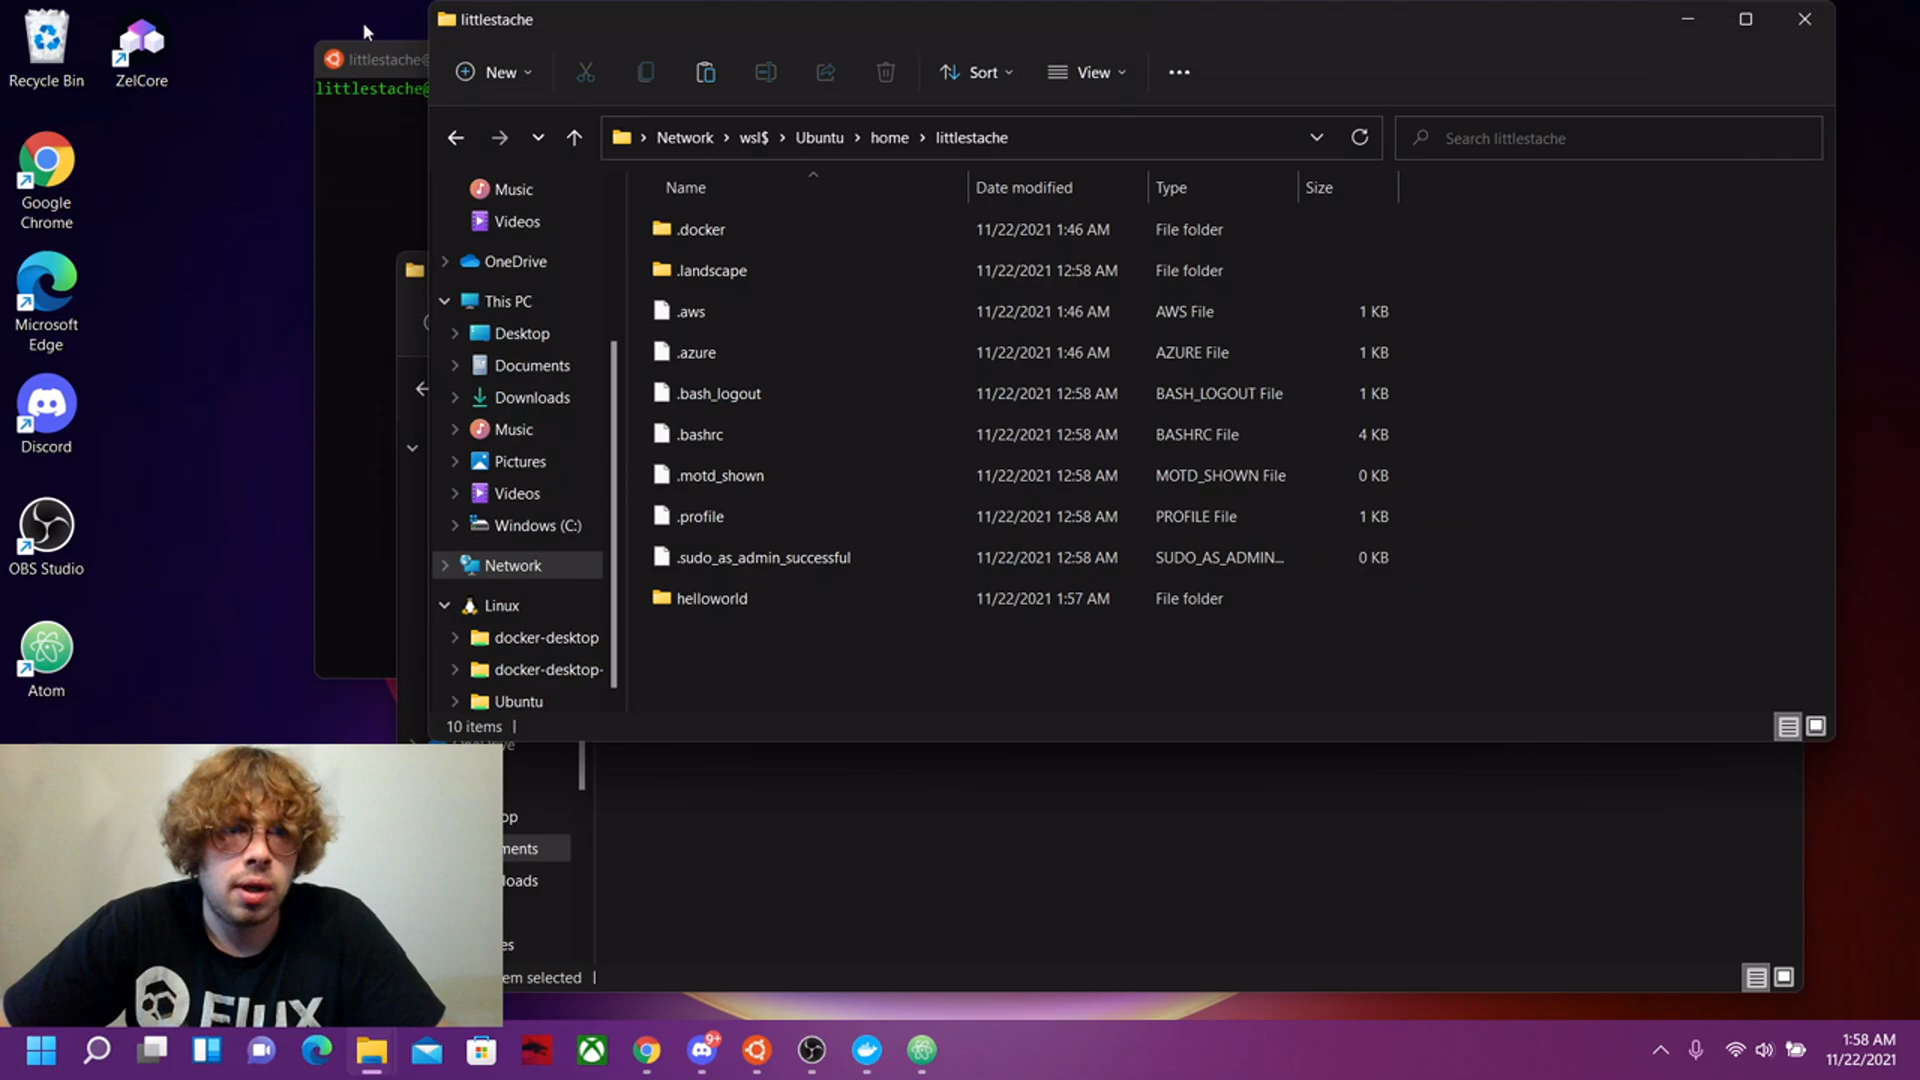 Recycle Bin
ZelCore
Google
Chrome
Microsoft
Edge
Discord
OBS Studio
Atom
littlestache@
littlestache@
littlestache
New
Sort
View
Network
wsl$
Ubuntu
home
littlestache
Search littlestache
Music
Videos
OneDrive
This PC
Desktop
Documents
Downloads
Music
Pictures
Videos
Windows (C:)
Network
Linux
docker-desktop
docker-desktop-
Ubuntu
Name Date modified Type Size
.docker 11/22/2021 1:46 AM File folder
.landscape 11/22/2021 12:58 AM File folder
.aws 11/22/2021 1:46 AM AWS File 1 KB
.azure 11/22/2021 1:46 AM AZURE File 1 KB
.bash_logout 11/22/2021 12:58 AM BASH_LOGOUT File 1 KB
.bashrc 11/22/2021 12:58 AM BASHRC File 4 KB
.motd_shown 11/22/2021 12:58 AM MOTD_SHOWN File 0 KB
.profile 11/22/2021 12:58 AM PROFILE File 1 KB
.sudo_as_admin_successful 11/22/2021 12:58 AM SUDO_AS_ADMIN... 0 KB
helloworld 11/22/2021 1:57 AM File folder
10 items
op
ments
loads
es
em selected
FLUX
9+
1:58 AM
11/22/2021